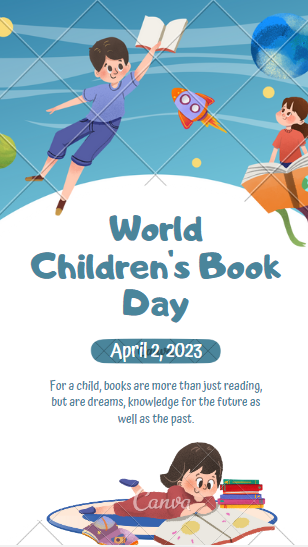 World
Children's Book
Day
April 2, 2023
For a child, books are more than just reading,
but are dreams, knowledge for the future as
well as the past.
Canva